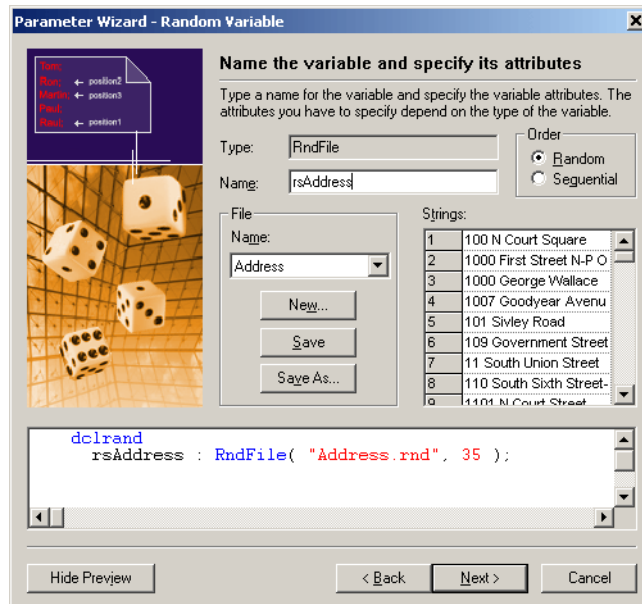 Parameter Wizard - Random Variable
Tom;
Ron; ← position2
Martin; ← position3
Paul;
Raul; ← position1
Name the variable and specify its attributes
Type a name for the variable and specify the variable attributes. The
attributes you have to specify depend on the type of the variable.
Type: RndFile
Name: rsAddress
Order
Random
Sequential
File
Name:
Address
New...
Save
Save As...
Strings:
1 100 N Court Square
2 1000 First Street N-P O
3 1000 George Wallace
4 1007 Goodyear Avenu
5 101 Sivley Road
6 109 Government Street
7 11 South Union Street
8 110 South Sixth Street-
9 1101 N Court Street
dclrand
rsAddress : RndFile( "Address.rnd", 35 );
Hide Preview
< Back
Next >
Cancel